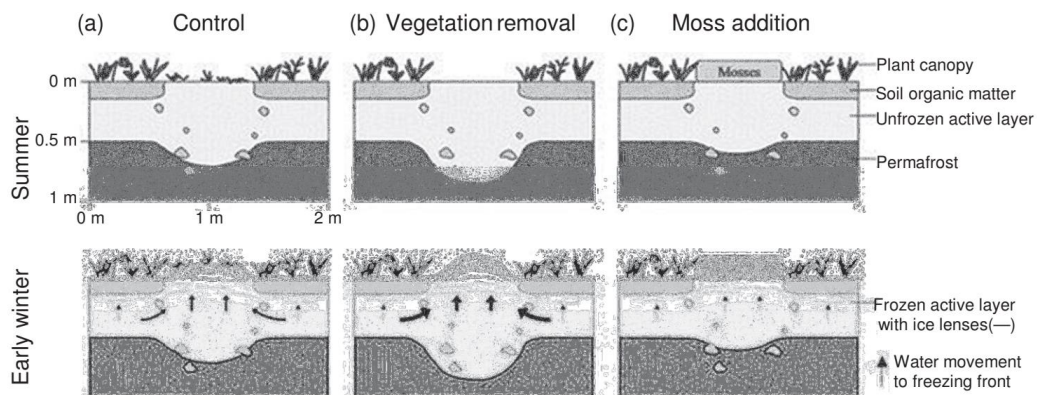 (a) Control (b) Vegetation removal (c) Moss addition
Summer
0 m
0.5 m
1 m
0 m 1 m 2 m
Mosses
Plant canopy
Soil organic matter
Unfrozen active layer
Permafrost
Early winter
Frozen active layer
with ice lenses(—)
Water movement
to freezing front